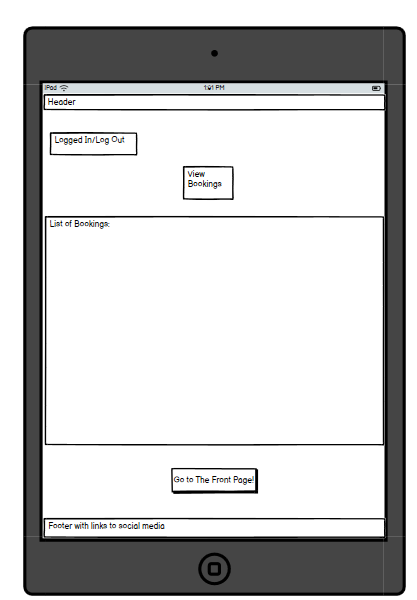 iPad 1:21 PM
Header
Logged In/Log Out
View
Bookings
List of Bookings:
Go to The Front Page!
Footer with links to social media